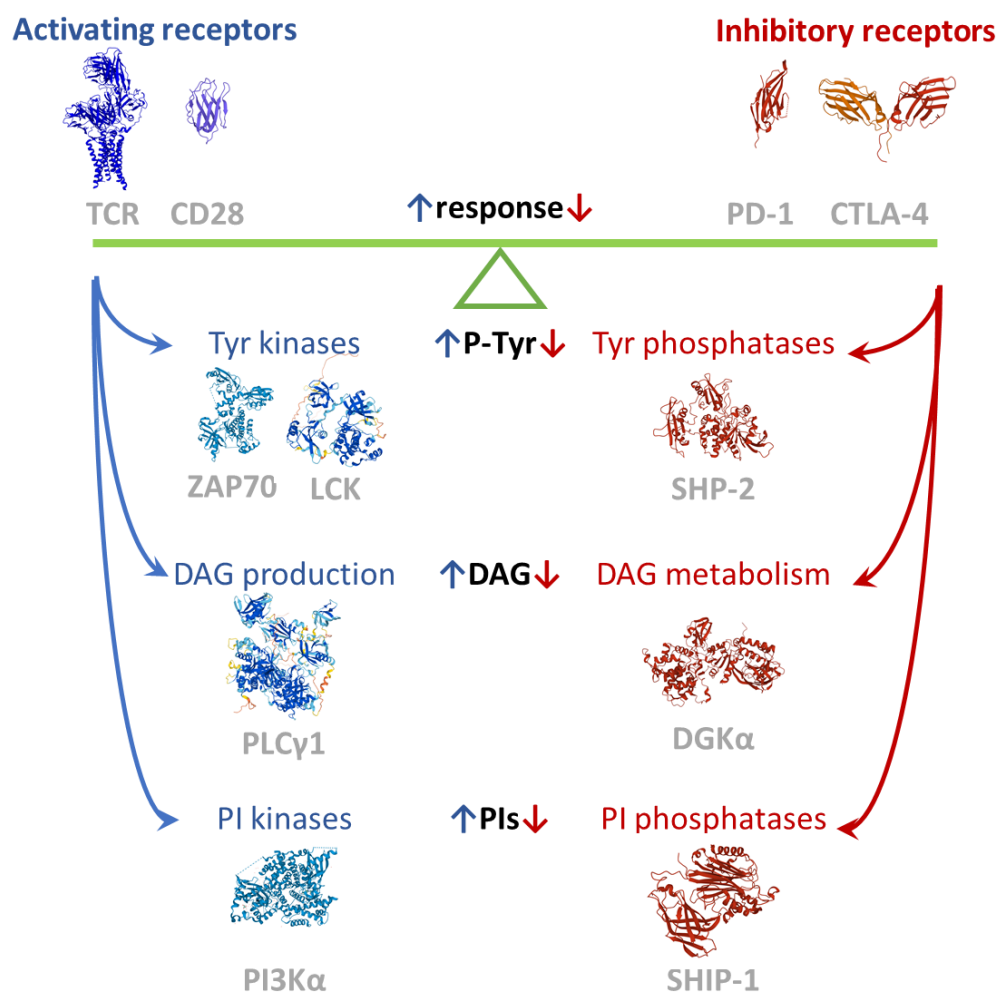 Activating receptors
Inhibitory receptors
TCR
CD28
↑response↓
PD-1
CTLA-4
Tyr kinases
↑P-Tyr↓
Tyr phosphatases
ZAP70
LCK
SHP-2
DAG production
↑DAG↓
DAG metabolism
PLCγ1
DGKα
PI kinases
↑PIs↓
PI phosphatases
PI3Kα
SHIP-1